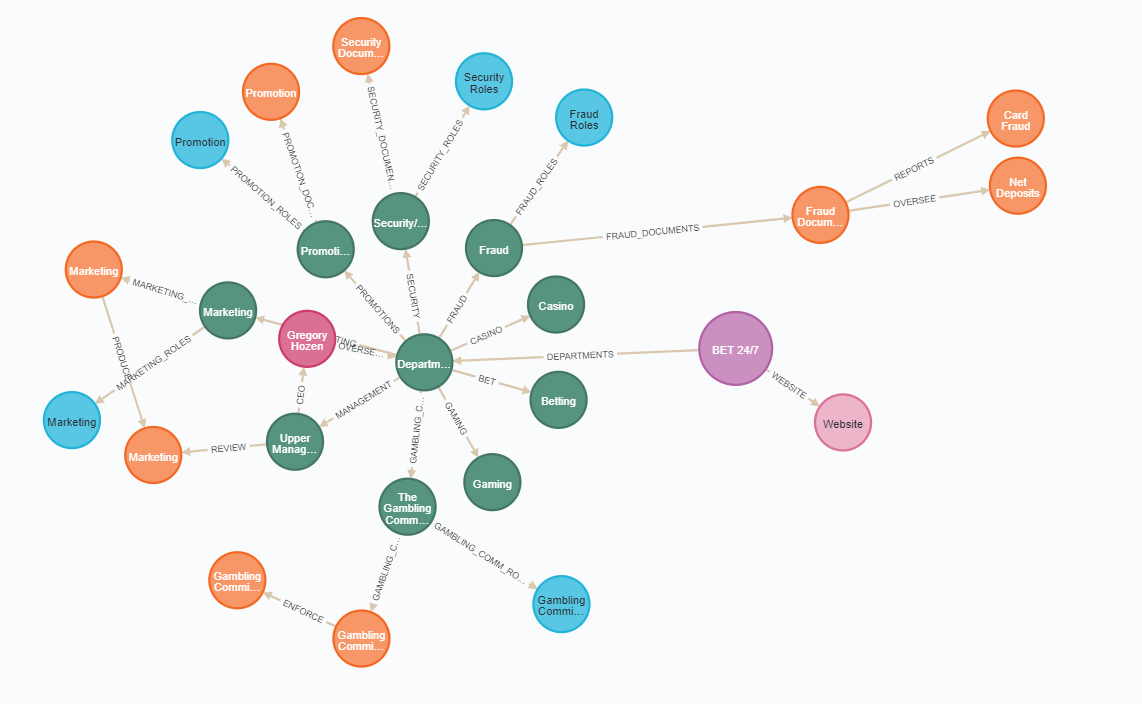 Security
Docum...
Security
Roles
Promotion
Fraud
Roles
Card
Fraud
Promotion
SECURITY_DOCUMEN...
SECURITY_ROLES
PROMOTION_DOC...
REPORTS
PROMOTION_ROLES
FRAUD_ROLES
Net
Deposits
OVERSEE
Security/...
Fraud
Docum...
FRAUD_DOCUMENTS
Promoti...
Fraud
Marketing
MARKETING_...
SECURITY
PROMOTIONS
FRAUD
Casino
Marketing
CASINO
Gregory
Hozen
TING
OVERSE...
DEPARTMENTS
BET 24/7
Departm...
MARKETING_ROLES
BET
WEBSITE
CEO
MANAGEMENT
Betting
Marketing
GAMBLING_C...
GAMING
Website
Upper
Manag...
REVIEW
Marketing
Gaming
The
Gambling
Comm...
GAMBLING_COMM_RO...
GAMBLING_C...
Gambling
Commi...
ENFORCE
Gambling
Commi...
Gambling
Commi...